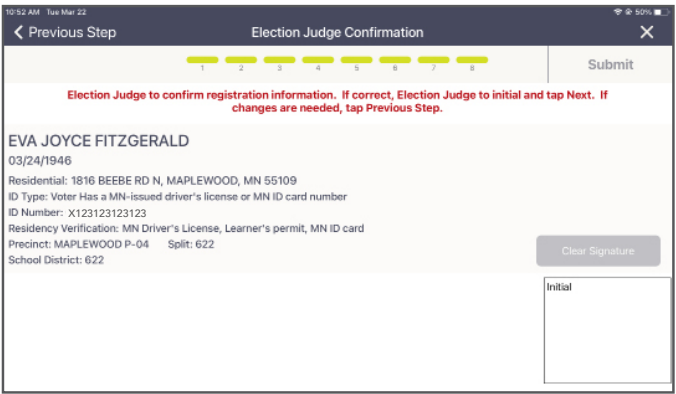 10:52 AM Tue Mar 22 50%
Previous Step Election Judge Confirmation
1 2 3 4 5 6 7 8 Submit
Election Judge to confirm registration information. If correct, Election Judge to initial and tap Next. If
changes are needed, tap Previous Step.
EVA JOYCE FITZGERALD
03/24/1946
Residential: 1816 BEEBE RD N, MAPLEWOOD, MN 55109
ID Type: Voter Has a MN-issued driver's license or MN ID card number
ID Number: X123123123123
Residency Verification: MN Driver's License, Learner's permit, MN ID card
Precinct: MAPLEWOOD P-04 Split: 622
School District: 622
Clear Signature
Initial